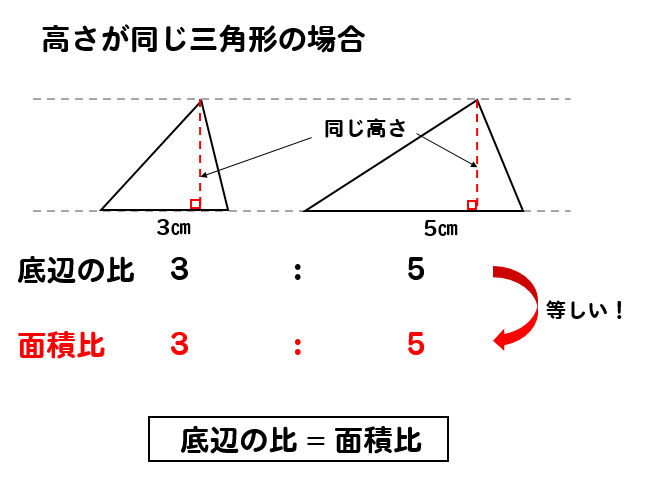 高さが同じ三角形の場合
同じ高さ
3㎝
5㎝
底辺の比 3 : 5
等しい！
面積比 3 : 5
底辺の比 = 面積比